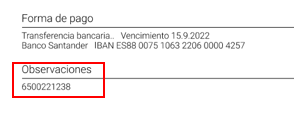 Forma de pago
Transferencia bancaria.. Vencimiento 15.9.2022
Banco Santander IBAN ES88 0075 1063 2206 0000 4257
Observaciones
6500221238